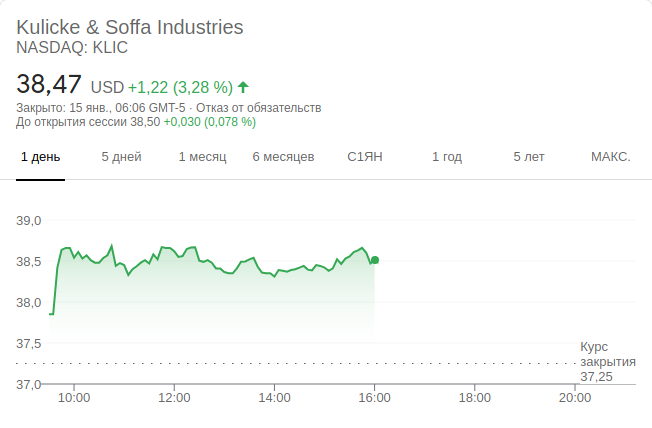 Kulicke & Soffa Industries
NASDAQ: KLIC
38,47 USD +1,22 (3,28 %)
Закрыто: 15 янв., 06:06 GMT-5 · Отказ от обязательств
До открытия сессии 38,50 +0,030 (0,078 %)
1 день 5 дней 1 месяц 6 месяцев С1ЯН 1 год 5 лет МАКС.
39,0
38,5
38,0
37,5
Курс
закрытия
37,25
37,0
10:00 12:00 14:00 16:00 18:00 20:00